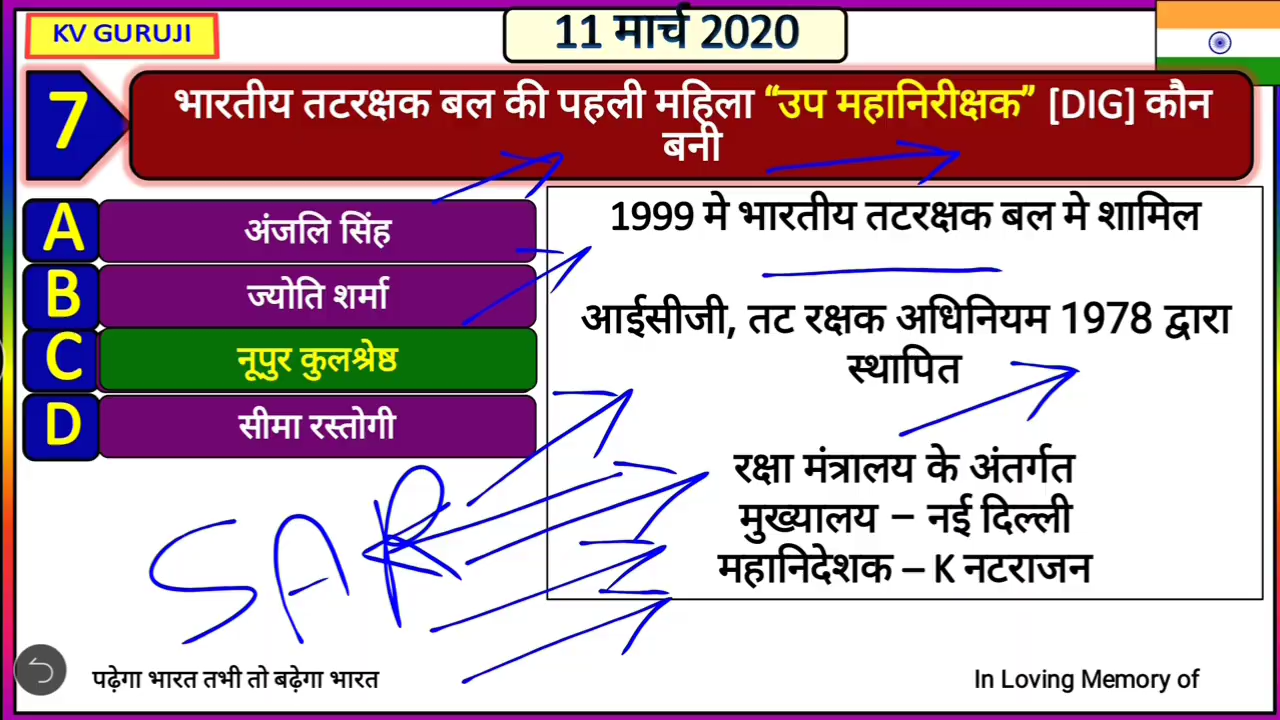 KV GURUJI
11 मार्च 2020
7
भारतीय तटरक्षक बल की पहली महिला “उप महानिरीक्षक” [DIG] कौन
बनी
A
अंजलि सिंह
B
ज्योति शर्मा
C
नूपुर कुलश्रेष्ठ
D
सीमा रस्तोगी
1999 मे भारतीय तटरक्षक बल मे शामिल
आईसीजी, तट रक्षक अधिनियम 1978 द्वारा
स्थापित
रक्षा मंत्रालय के अंतर्गत
मुख्यालय – नई दिल्ली
महानिदेशक – K नटराजन
SAR
पढ़ेगा भारत तभी तो बढ़ेगा भारत
In Loving Memory of